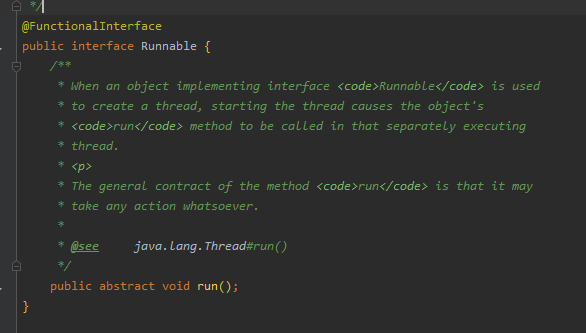 */
@FunctionalInterface
public interface Runnable {
/**
* When an object implementing interface <code>Runnable</code> is used
* to create a thread, starting the thread causes the object's
* <code>run</code> method to be called in that separately executing
* thread.
* <p>
* The general contract of the method <code>run</code> is that it may
* take any action whatsoever.
*
* @see     java.lang.Thread#run()
*/
public abstract void run();
}